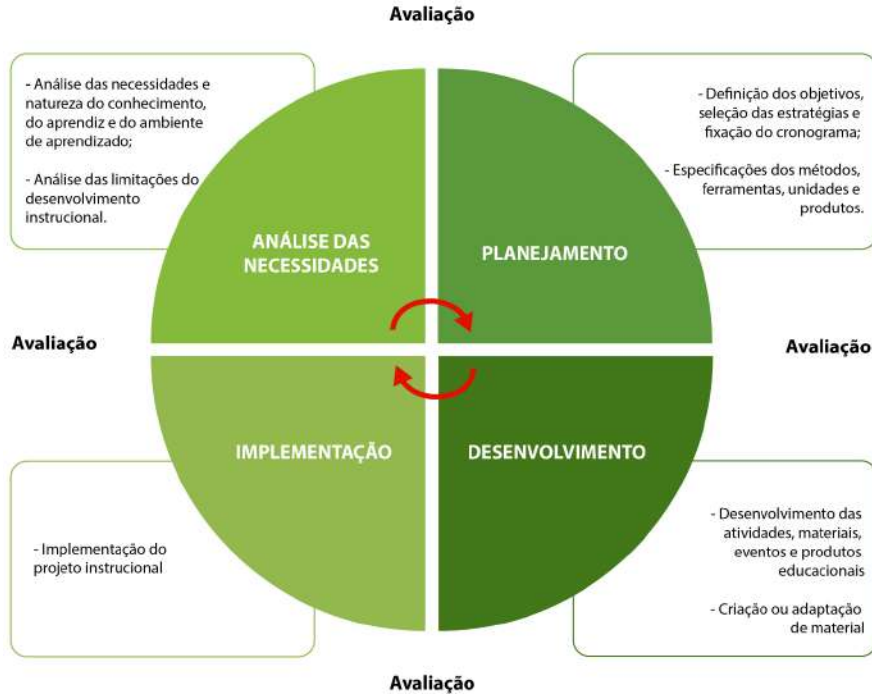 Avaliação
- Análise das necessidades e
natureza do conhecimento,
do aprendiz e do ambiente
de aprendizado;
- Análise das limitações do
desenvolvimento
instrucional.
- Definição dos objetivos,
seleção das estratégias e
fixação do cronograma;
- Especificações dos métodos,
ferramentas, unidades e
produtos.
ANÁLISE DAS
NECESSIDADES
PLANEJAMENTO
Avaliação
Avaliação
IMPLEMENTAÇÃO
DESENVOLVIMENTO
- Implementação do
projeto instrucional
- Desenvolvimento das
atividades, materiais,
eventos e produtos
educacionais
- Criação ou adaptação
de material
Avaliação